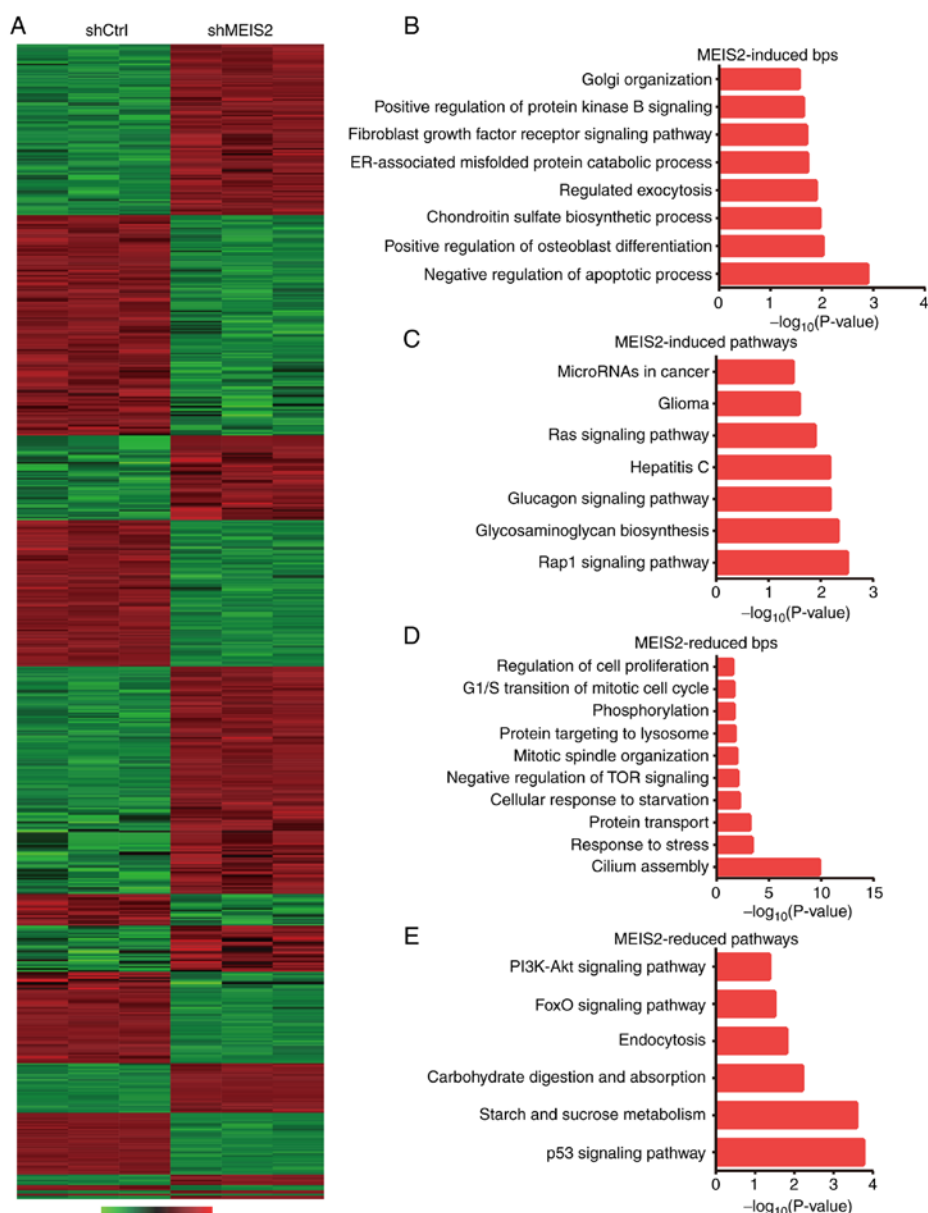 A
shCtrl shMEIS2
B
MEIS2-induced bps
Golgi organization
Positive regulation of protein kinase B signaling
Fibroblast growth factor receptor signaling pathway
ER-associated misfolded protein catabolic process
Regulated exocytosis
Chondroitin sulfate biosynthetic process
Positive regulation of osteoblast differentiation
Negative regulation of apoptotic process
0 1 2 3 4
–log10(P-value)
C
MEIS2-induced pathways
MicroRNAs in cancer
Glioma
Ras signaling pathway
Hepatitis C
Glucagon signaling pathway
Glycosaminoglycan biosynthesis
Rap1 signaling pathway
0 1 2 3
–log10(P-value)
D
MEIS2-reduced bps
Regulation of cell proliferation
G1/S transition of mitotic cell cycle
Phosphorylation
Protein targeting to lysosome
Mitotic spindle organization
Negative regulation of TOR signaling
Cellular response to starvation
Protein transport
Response to stress
Cilium assembly
0 5 10 15
–log10(P-value)
E
MEIS2-reduced pathways
PI3K-Akt signaling pathway
FoxO signaling pathway
Endocytosis
Carbohydrate digestion and absorption
Starch and sucrose metabolism
p53 signaling pathway
0 1 2 3 4
–log10(P-value)